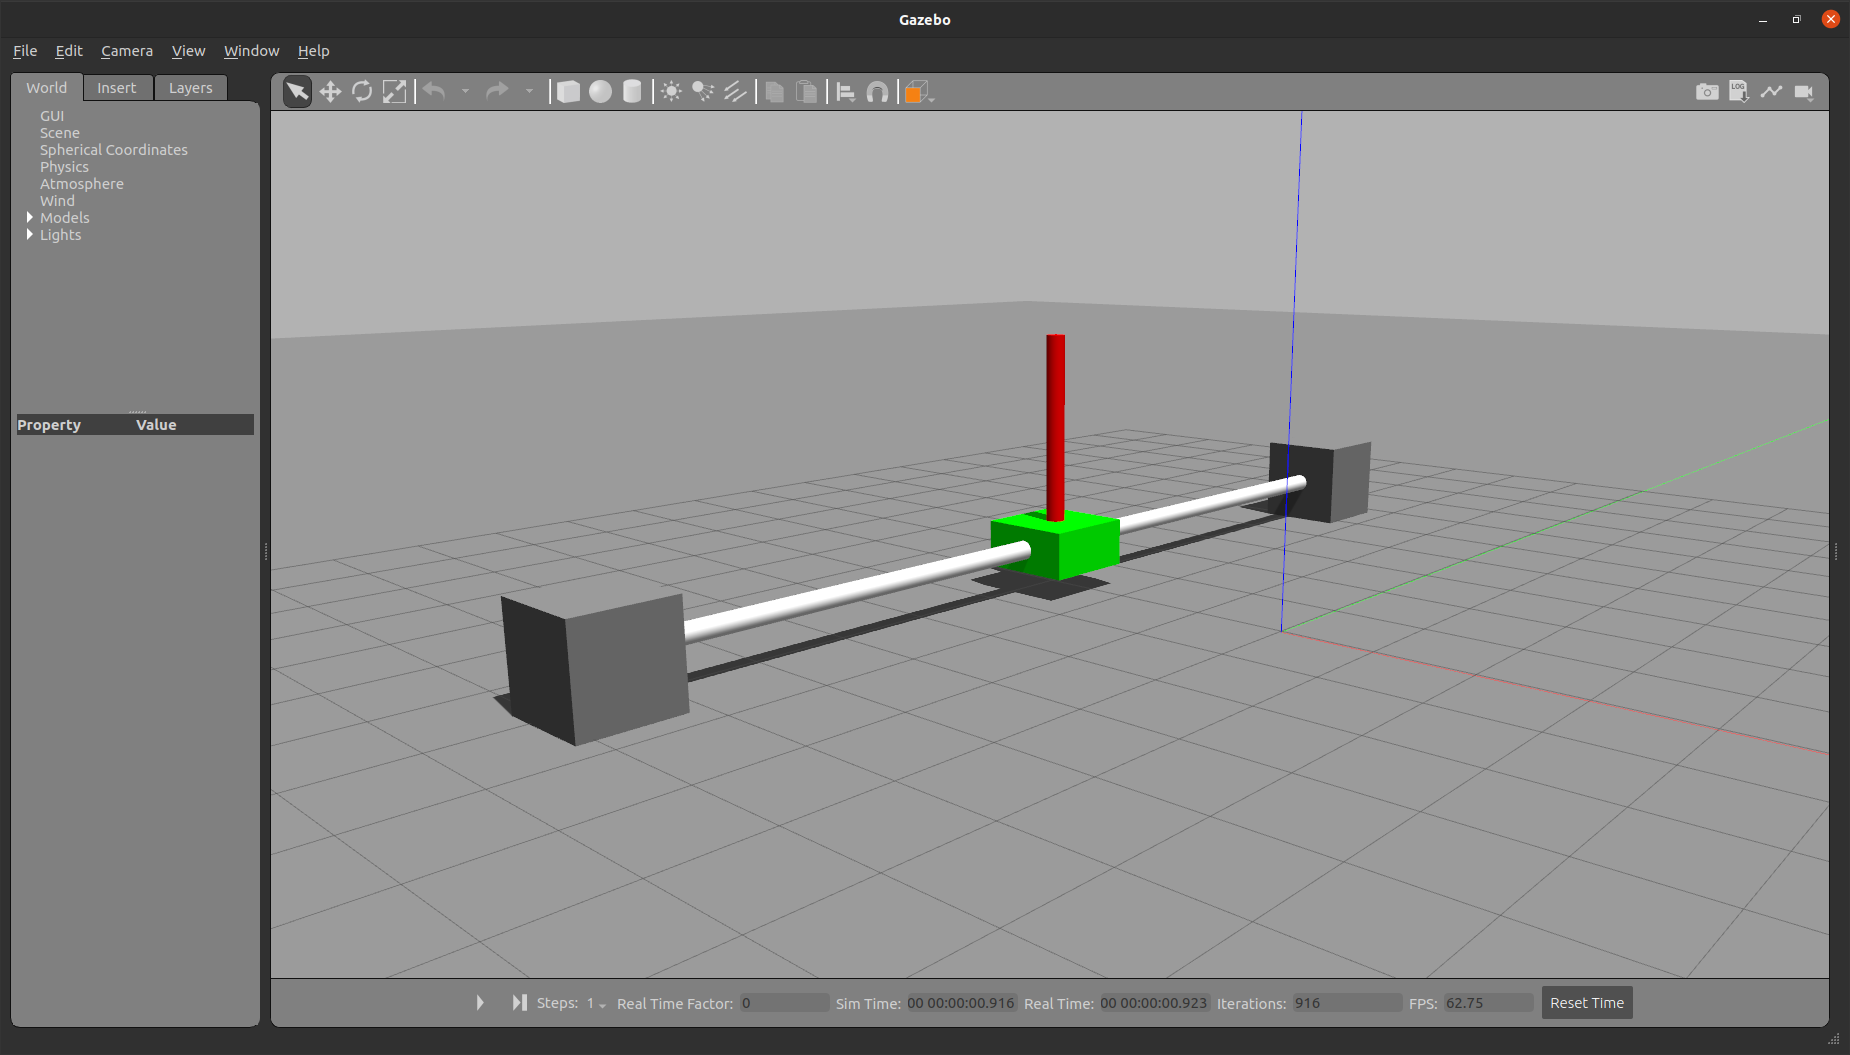 Gazebo
File Edit Camera View Window Help
World Insert Layers
LOG
GUI
Scene
Spherical Coordinates
Physics
Atmosphere
Wind
Models
Lights
Property Value
Steps: 1 Real Time Factor: 0 Sim Time: 00 00:00:00.916 Real Time: 00 00:00:00.923 Iterations: 916 FPS: 62.75 Reset Time